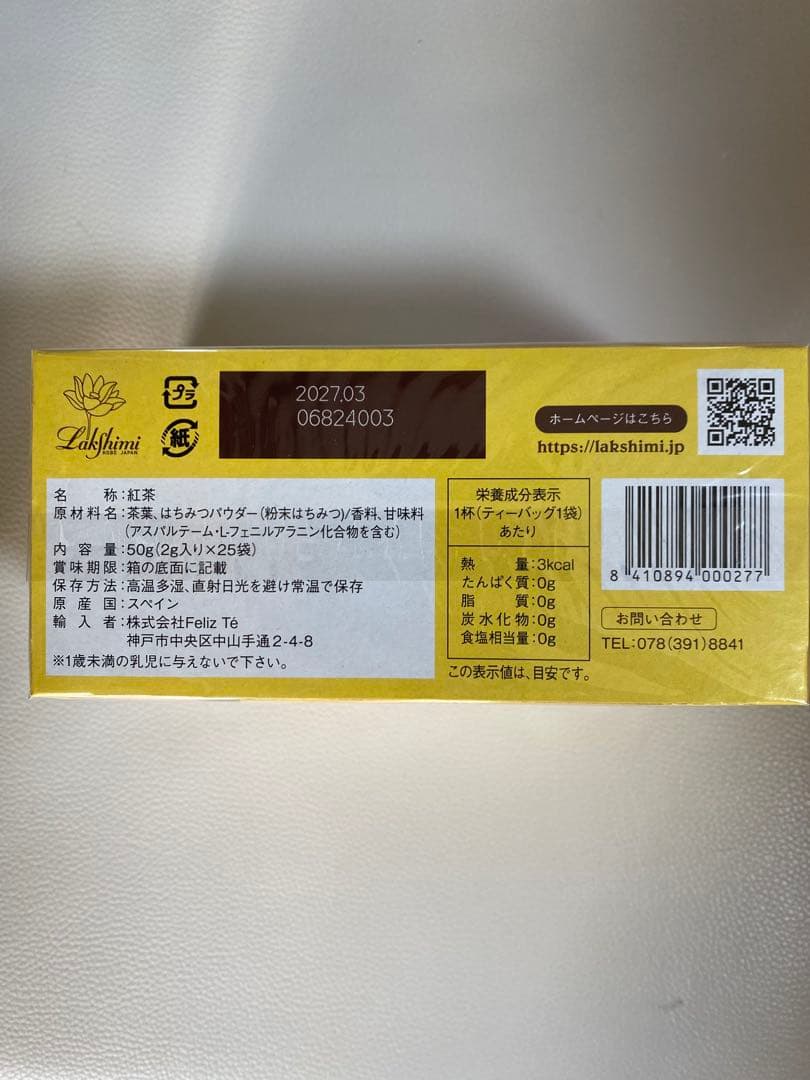 Lakshimi
KOBE JAPAN
プラ
紙
2027.03
06824003
ホームページはこちら
https://lakshimi.jp
名 称:紅茶
原材料名:茶葉、はちみつパウダー(粉末はちみつ)/香料、甘味料
(アスパルテーム・L-フェニルアラニン化合物を含む)
内 容 量:50g(2g入り×25袋)
賞味期限:箱の底面に記載
保存方法:高温多湿、直射日光を避け常温で保存
原 産 国:スペイン
輸 入 者:株式会社Feliz Té
神戸市中央区中山手通2-4-8
※1歳未満の乳児に与えないで下さい。
栄養成分表示
1杯(ティーバッグ1袋)
あたり
熱 量:3kcal
たんぱく質:0g
脂 質:0g
炭水化物:0g
食塩相当量:0g
この表示値は、目安です。
8 410894 000277
お問い合わせ
TEL:078(391)8841